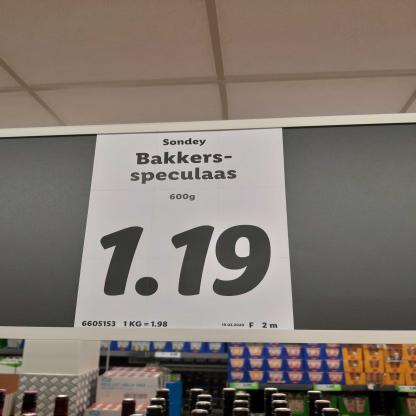 Sondey
Bakkers-
speculaas
600g
1.19
6605153 1 KG = 1.98 F 2 m